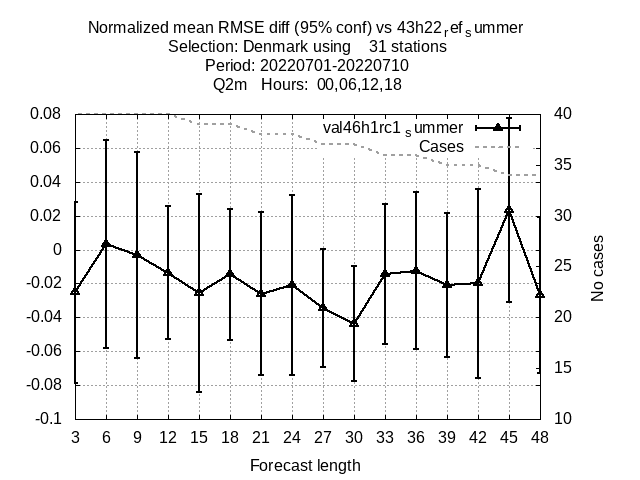 Normalized mean RMSE diff (95% conf) vs 43h22refsummer
Selection: Denmark using 31 stations
Period: 20220701-20220710
Q2m Hours: 00,06,12,18
val46h1rc1summer
Cases
0.08
0.06
0.04
0.02
0
-0.02
-0.04
-0.06
-0.08
-0.1
40
35
30
25
20
15
10
No cases
3 6 9 12 15 18 21 24 27 30 33 36 39 42 45 48
Forecast length